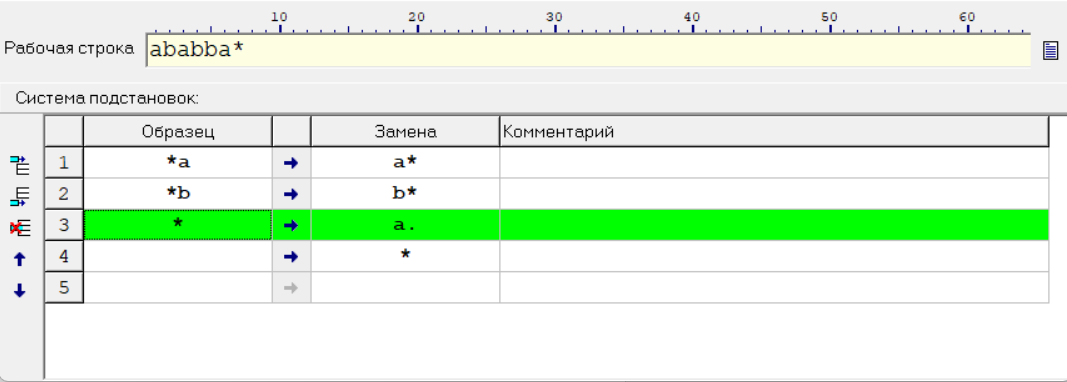 10 20 30 40 50 60
Рабочая строка ababba*
Система подстановок:
Образец Замена Комментарий
1 *a → a*
2 *b → b*
3 * → a.
4 → *
5 →